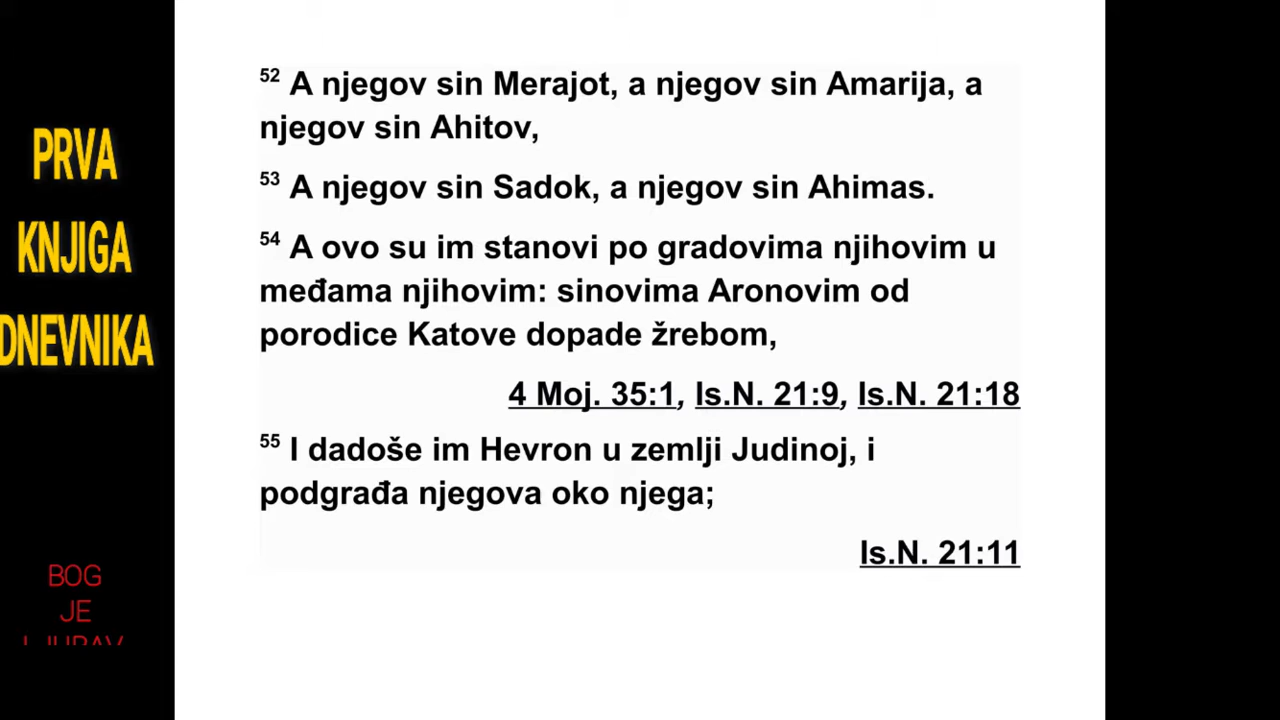 PRVA
KNJIGA
DNEVNIKA
BOG
JE
LJUBAV
52 A njegov sin Merajot, a njegov sin Amarija, a
njegov sin Ahitov,
53 A njegov sin Sadok, a njegov sin Ahimas.
54 A ovo su im stanovi po gradovima njihovim u
međama njihovim: sinovima Aronovim od
porodice Katove dopade žrebom,
4 Moj. 35:1, Is.N. 21:9, Is.N. 21:18
55 I dadoše im Hevron u zemlji Judinoj, i
podgrađa njegova oko njega;
Is.N. 21:11